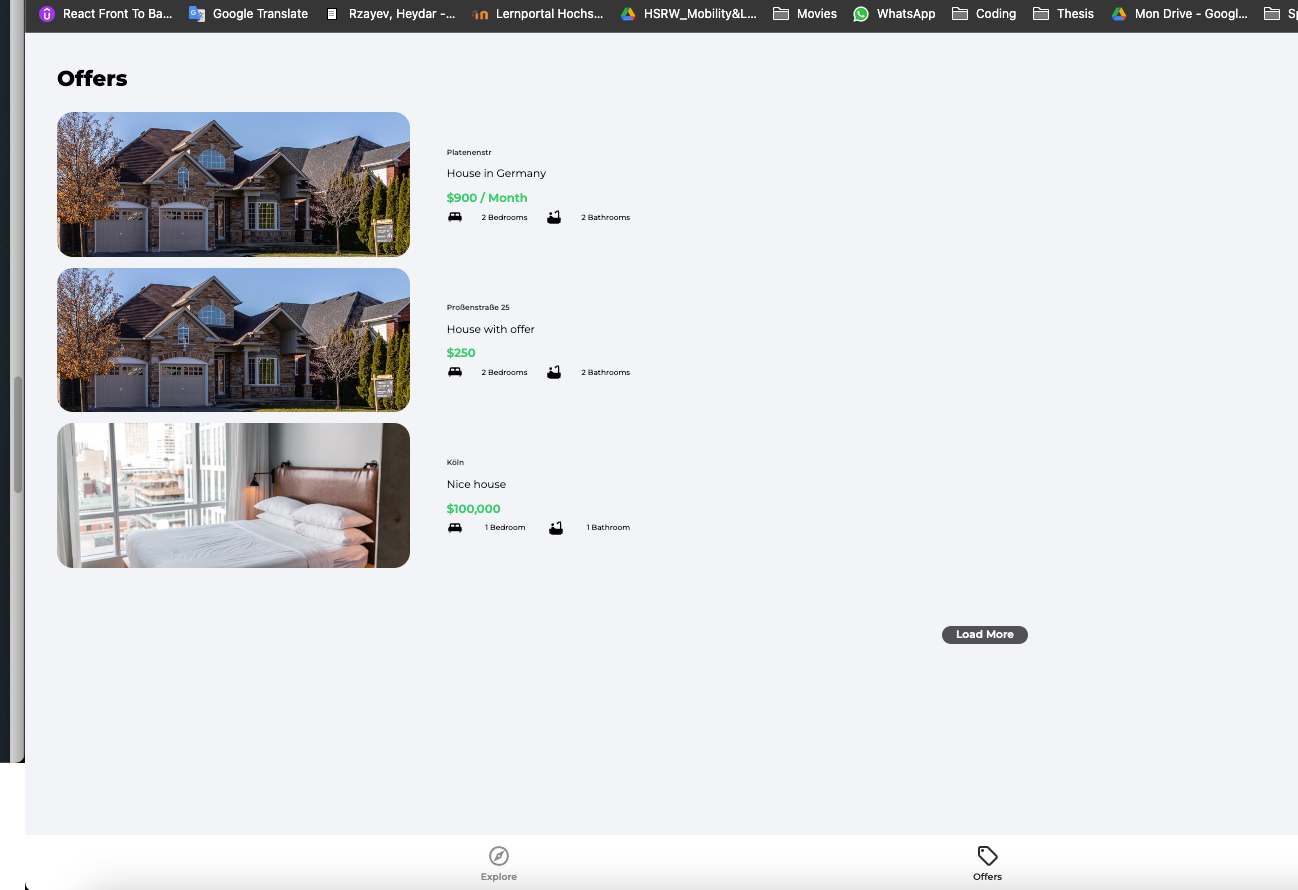 React Front To Ba...
Google Translate
Rzayev, Heydar -...
Lernportal Hochs...
HSRW_Mobility&L...
Movies
WhatsApp
Coding
Thesis
Mon Drive - Googl...
Offers
Platenenstr
House in Germany
$900 / Month
2 Bedrooms 2 Bathrooms
Proßenstraße 25
House with offer
$250
2 Bedrooms 2 Bathrooms
Köln
Nice house
$100,000
1 Bedroom 1 Bathroom
Load More
Explore Offers